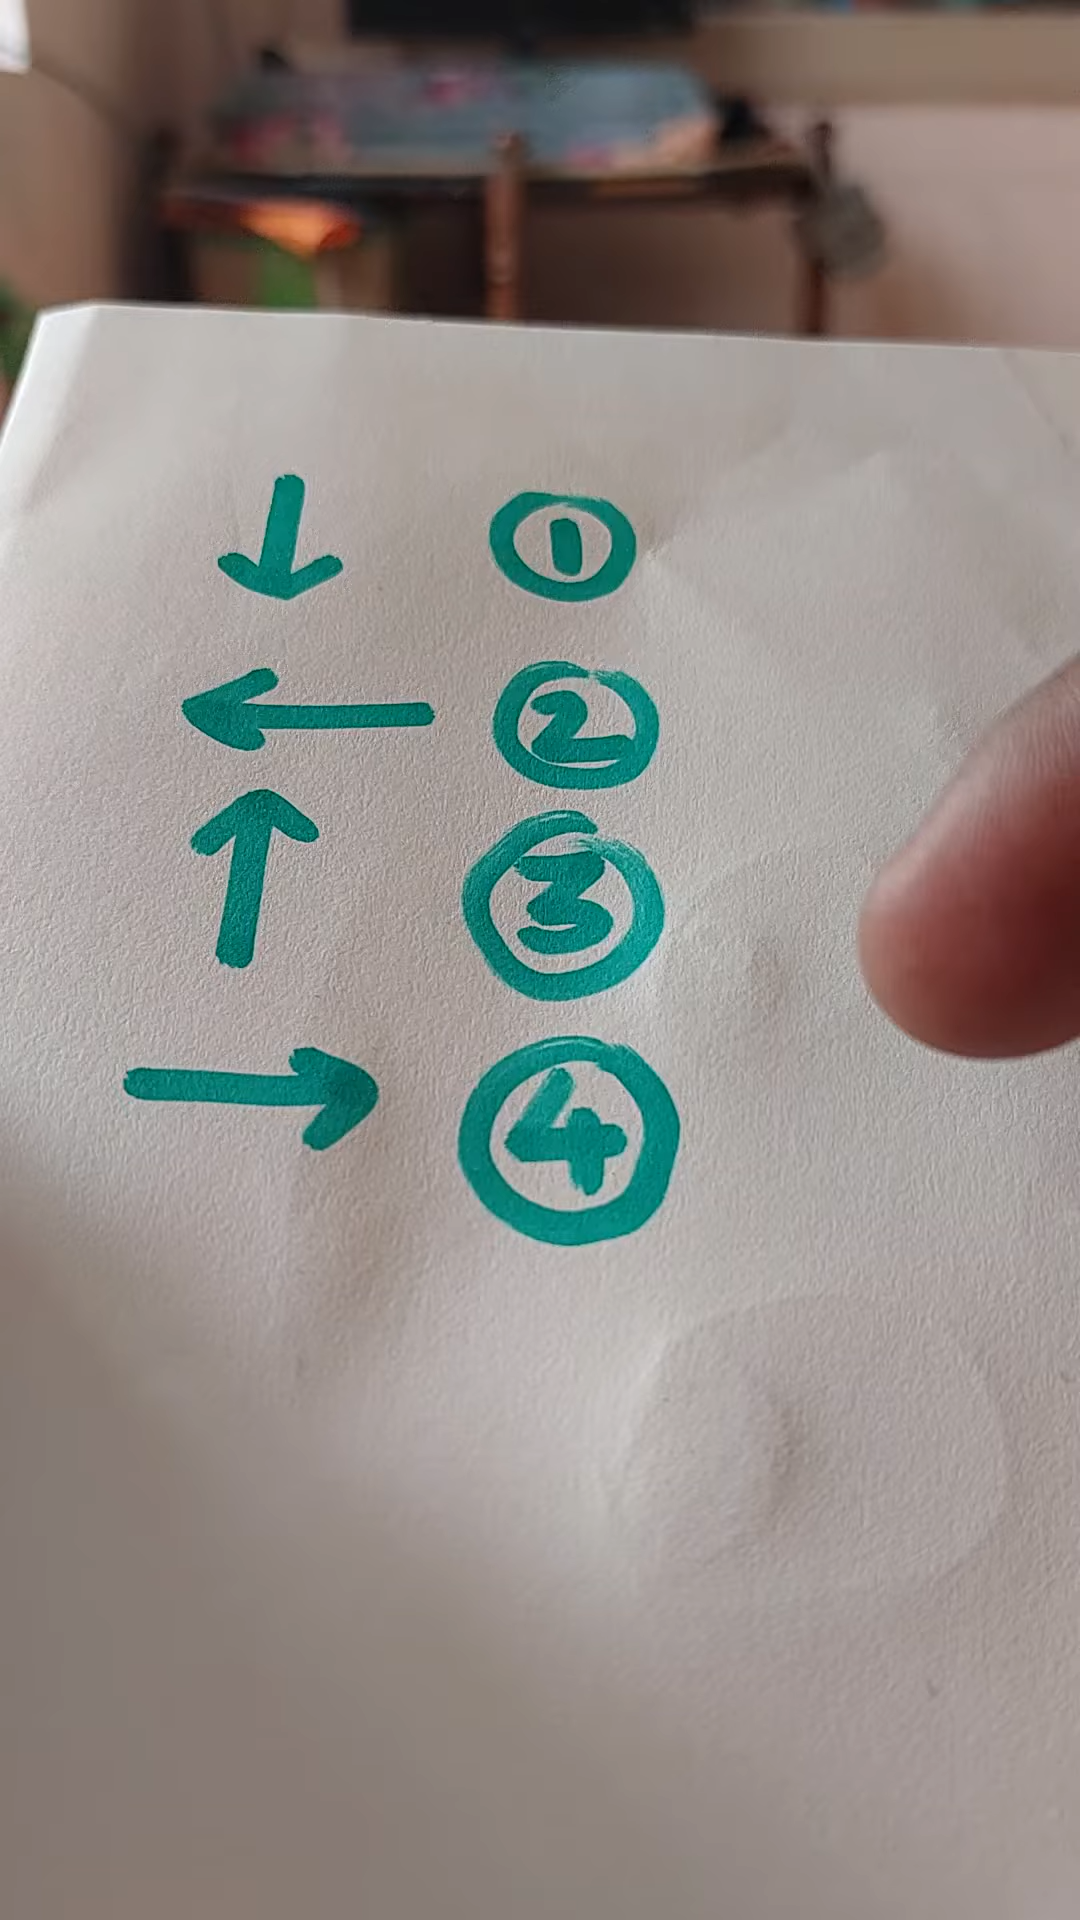 ↓ ①
← ②
↑ ③
→ ④